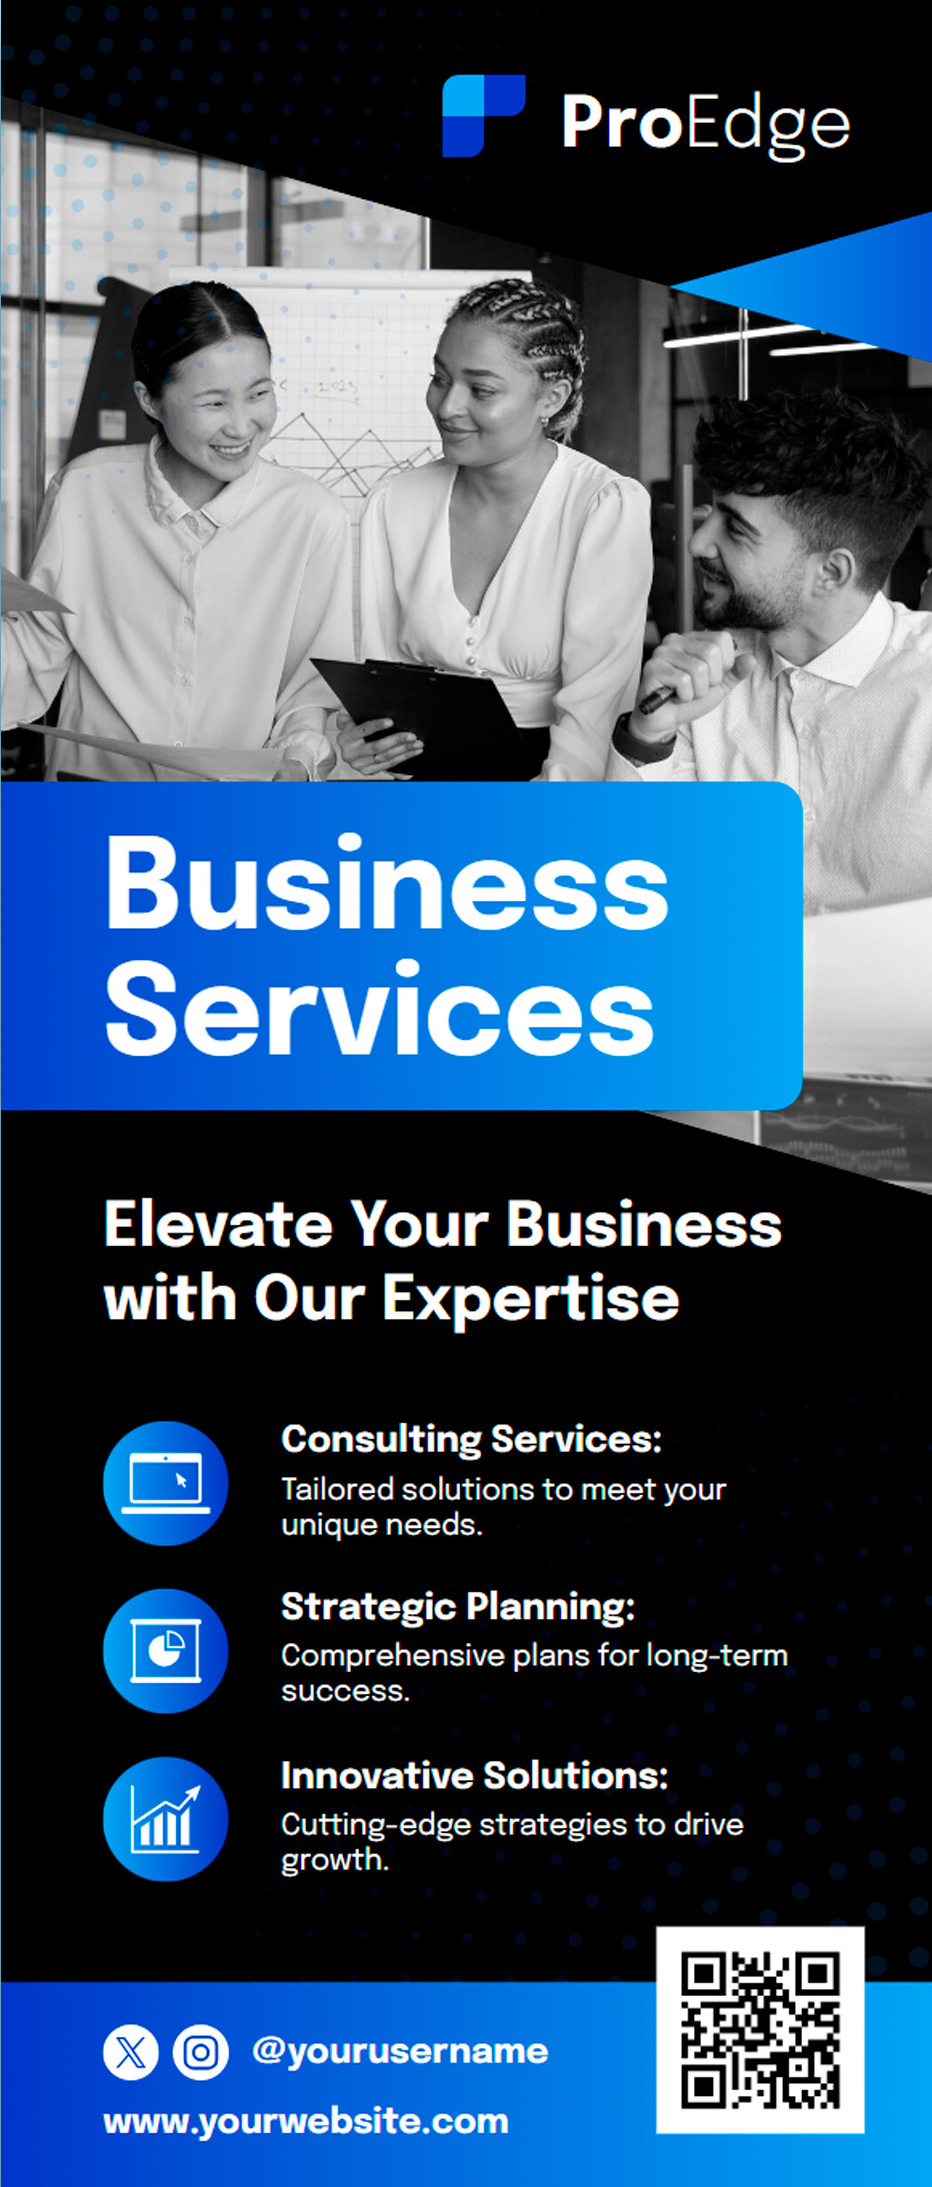 ProEdge
2023
Business
Services
Elevate Your Business
with Our Expertise
Consulting Services:
Tailored solutions to meet your
unique needs.
Strategic Planning:
Comprehensive plans for long-term
success.
Innovative Solutions:
Cutting-edge strategies to drive
growth.
@yourusername
www.yourwebsite.com